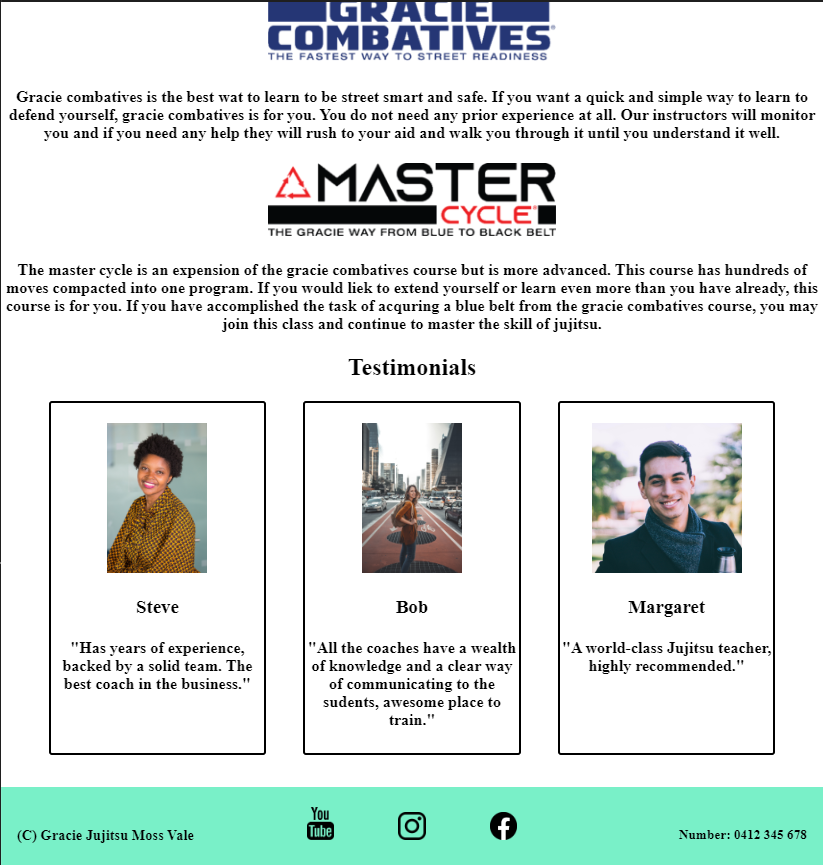 GRACIE
COMBATIVES®
THE FASTEST WAY TO STREET READINESS
Gracie combatives is the best wat to learn to be street smart and safe. If you want a quick and simple way to learn to
defend yourself, gracie combatives is for you. You do not need any prior experience at all. Our instructors will monitor
you and if you need any help they will rush to your aid and walk you through it until you understand it well.
MASTER
CYCLE®
THE GRACIE WAY FROM BLUE TO BLACK BELT
The master cycle is an expension of the gracie combatives course but is more advanced. This course has hundreds of
moves compacted into one program. If you would liek to extend yourself or learn even more than you have already, this
course is for you. If you have accomplished the task of acquring a blue belt from the gracie combatives course, you may
join this class and continue to master the skill of jujitsu.
Testimonials
Steve
"Has years of experience,
backed by a solid team. The
best coach in the business."
Bob
"All the coaches have a wealth
of knowledge and a clear way
of communicating to the
sudents, awesome place to
train."
Margaret
"A world-class Jujitsu teacher,
highly recommended."
(C) Gracie Jujitsu Moss Vale
You
Tube
Number: 0412 345 678